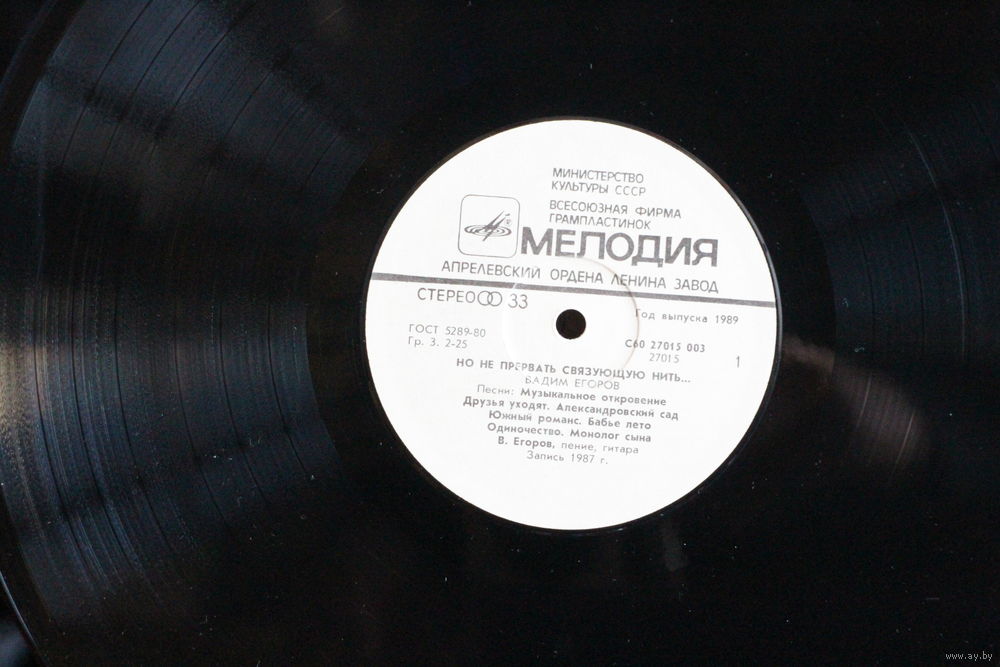 МИНИСТЕРСТВО
КУЛЬТУРЫ СССР
ВСЕСОЮЗНАЯ ФИРМА
ГРАМПЛАСТИНОК
МЕЛОДИЯ
АПРЕЛЕВСКИЙ ОРДЕНА ЛЕНИНА ЗАВОД
СТЕРЕО 33
Год выпуска 1989
ГОСТ 5289-80
Гр. 3. 2-25
С60 27015 003
27015
1
НО НЕ ПРЕРВАТЬ СВЯЗУЮЩУЮ НИТЬ...
ВАДИМ ЕГОРОВ
Песни: Музыкальное откровение
Друзья уходят. Александровский сад
Южный романс. Бабье лето
Одиночество. Монолог сына
В. Егоров, пение, гитара
Запись 1987 г.
www.ay.by